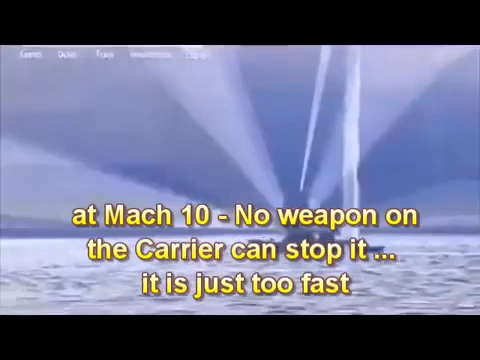 at Mach 10 - No weapon on
the Carrier can stop it ...
it is just too fast